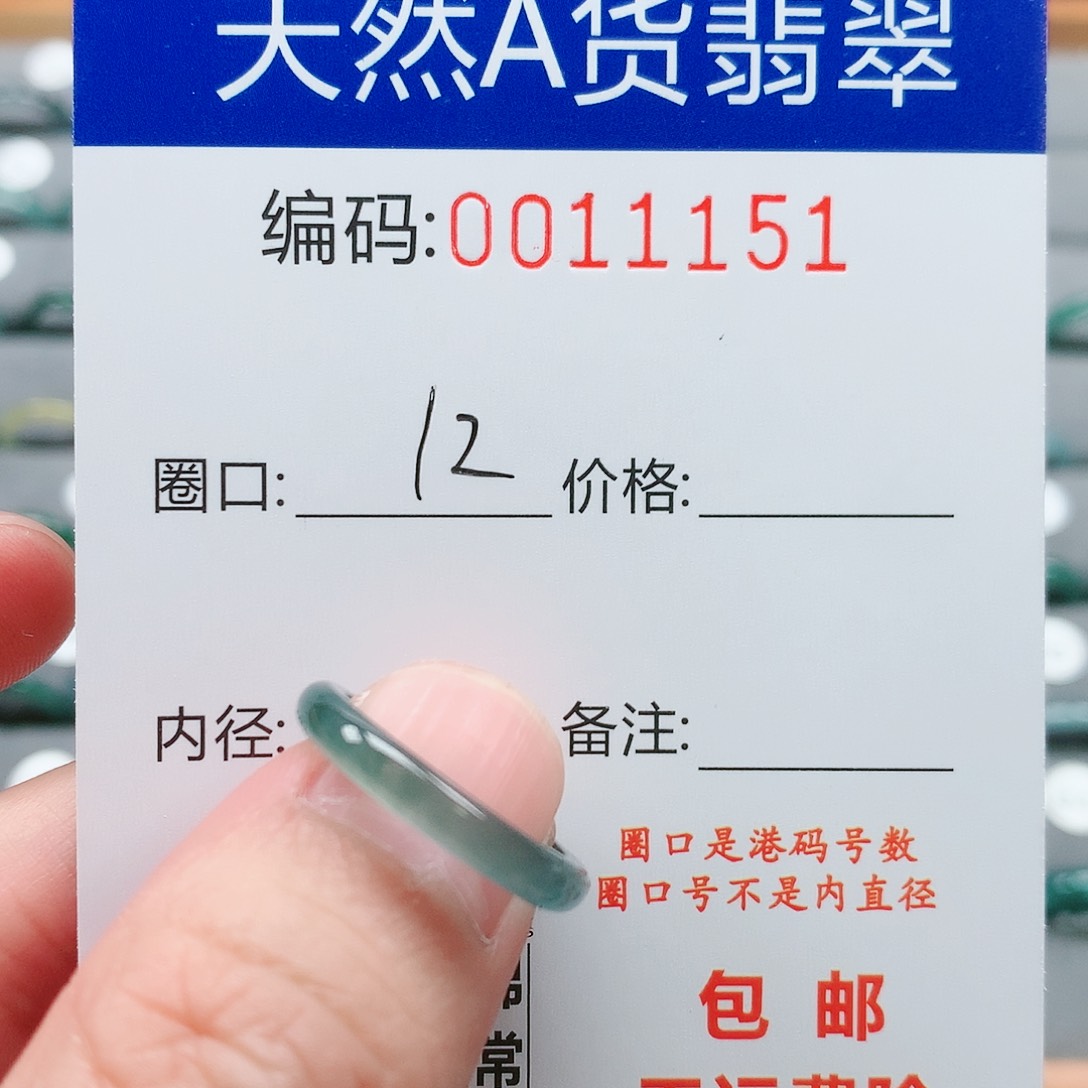 天然A货翡翠
编码:0011151
圈口: 12 价格:
内径: 备注:
圈口是港码号数
圈口号不是内直径
包邮
常